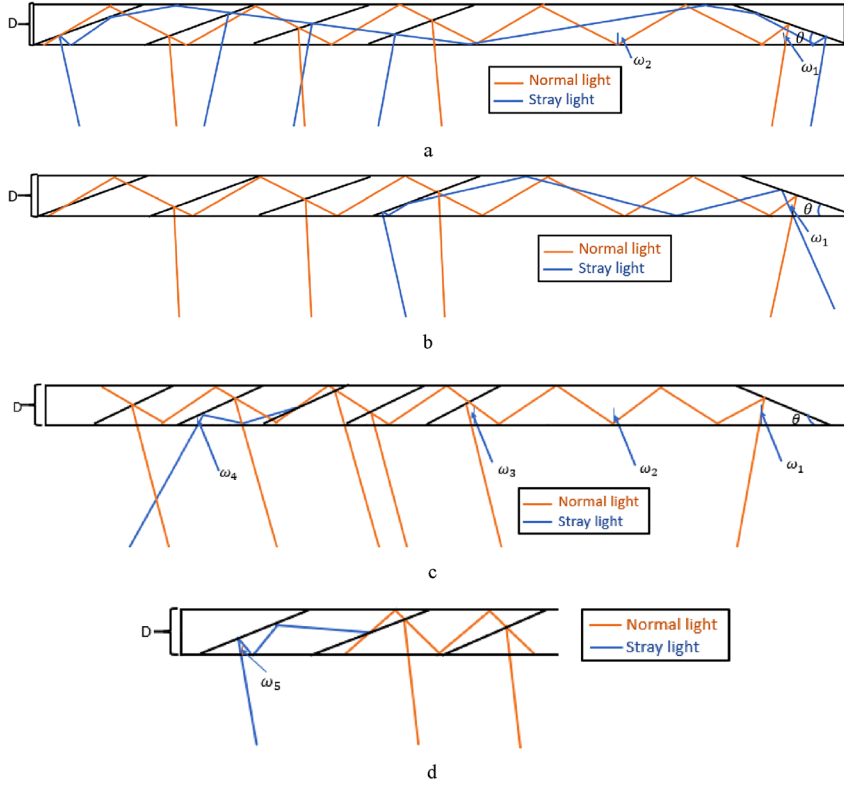 D
θ
ω₂
ω₁
Normal light
Stray light
a
D
θ
ω₁
Normal light
Stray light
b
D
θ
ω₄
ω₃
ω₂
ω₁
Normal light
Stray light
c
D
Normal light
Stray light
ω₅
d